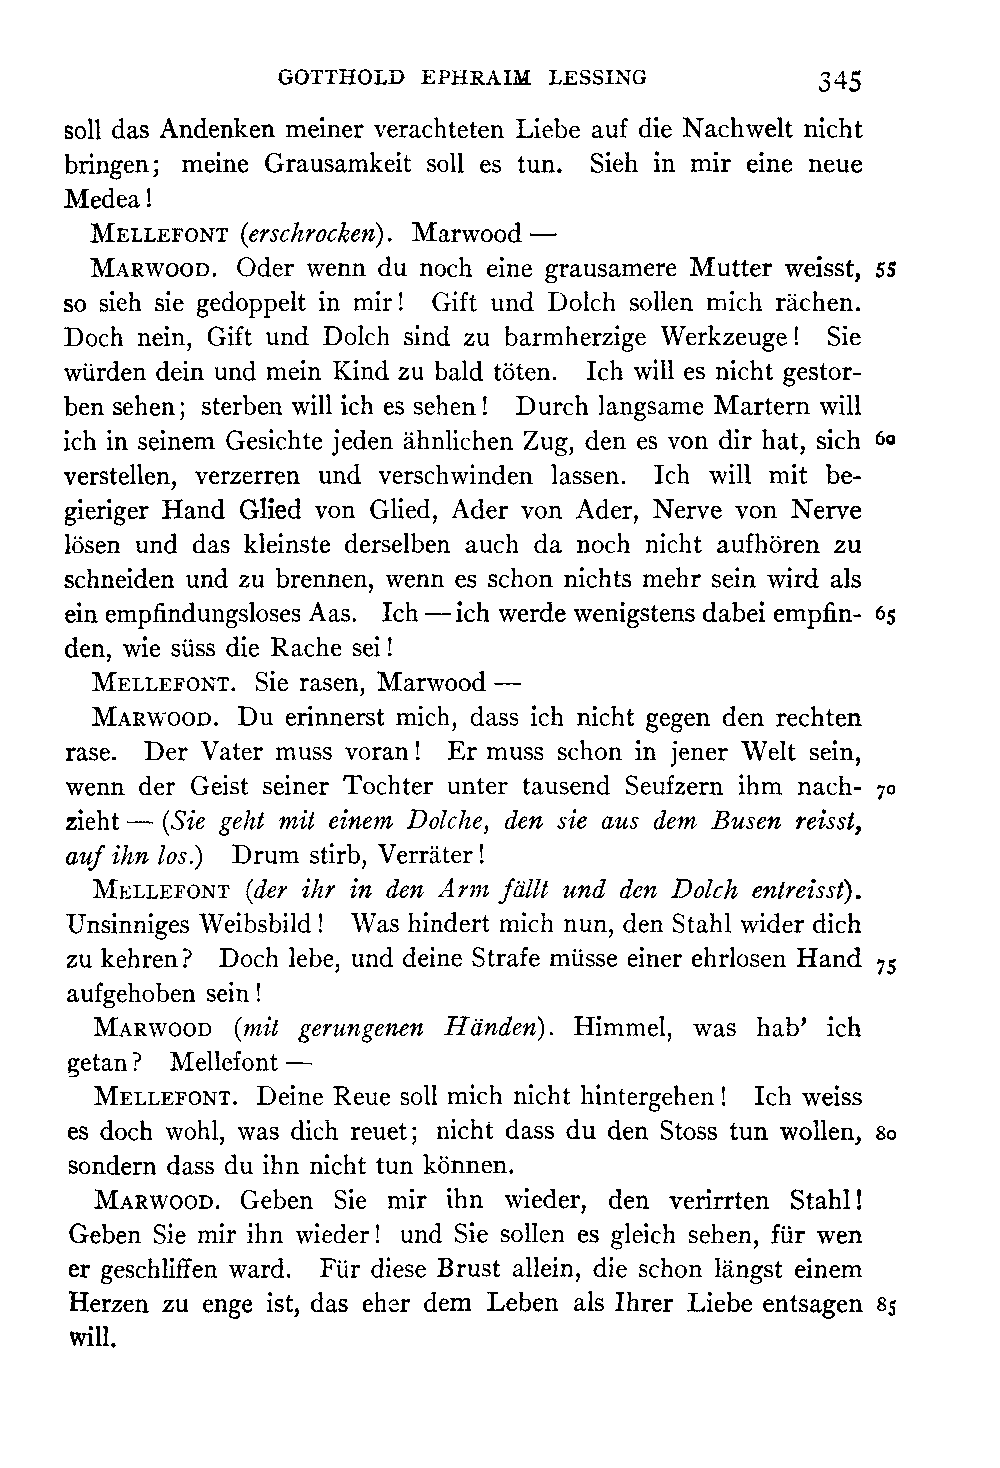 GOTTHOLD EPHRAIM LESSING 345
soll das Andenken meiner verachteten Liebe auf die Nachwelt nicht
bringen; meine Grausamkeit soll es tun. Sieh in mir eine neue
Medea!
MELLEFONT (erschrocken). Marwood —
MARWOOD. Oder wenn du noch eine grausamere Mutter weisst, 55
so sieh sie gedoppelt in mir! Gift und Dolch sollen mich rächen.
Doch nein, Gift und Dolch sind zu barmherzige Werkzeuge! Sie
würden dein und mein Kind zu bald töten. Ich will es nicht gestor-
ben sehen; sterben will ich es sehen! Durch langsame Martern will
ich in seinem Gesichte jeden ähnlichen Zug, den es von dir hat, sich 60
verstellen, verzerren und verschwinden lassen. Ich will mit be-
gieriger Hand Glied von Glied, Ader von Ader, Nerve von Nerve
lösen und das kleinste derselben auch da noch nicht aufhören zu
schneiden und zu brennen, wenn es schon nichts mehr sein wird als
ein empfindungsloses Aas. Ich — ich werde wenigstens dabei empfin- 65
den, wie süss die Rache sei!
MELLEFONT. Sie rasen, Marwood —
MARWOOD. Du erinnerst mich, dass ich nicht gegen den rechten
rase. Der Vater muss voran! Er muss schon in jener Welt sein,
wenn der Geist seiner Tochter unter tausend Seufzern ihm nach- 70
zieht — (Sie geht mit einem Dolche, den sie aus dem Busen reisst,
auf ihn los.) Drum stirb, Verräter!
MELLEFONT (der ihr in den Arm fällt und den Dolch entreisst).
Unsinniges Weibsbild! Was hindert mich nun, den Stahl wider dich
zu kehren? Doch lebe, und deine Strafe müsse einer ehrlosen Hand 75
aufgehoben sein!
MARWOOD (mit gerungenen Händen). Himmel, was hab' ich
getan? Mellefont —
MELLEFONT. Deine Reue soll mich nicht hintergehen! Ich weiss
es doch wohl, was dich reuet; nicht dass du den Stoss tun wollen, 80
sondern dass du ihn nicht tun können.
MARWOOD. Geben Sie mir ihn wieder, den verirrten Stahl!
Geben Sie mir ihn wieder! und Sie sollen es gleich sehen, für wen
er geschliffen ward. Für diese Brust allein, die schon längst einem
Herzen zu enge ist, das eher dem Leben als Ihrer Liebe entsagen 85
will.